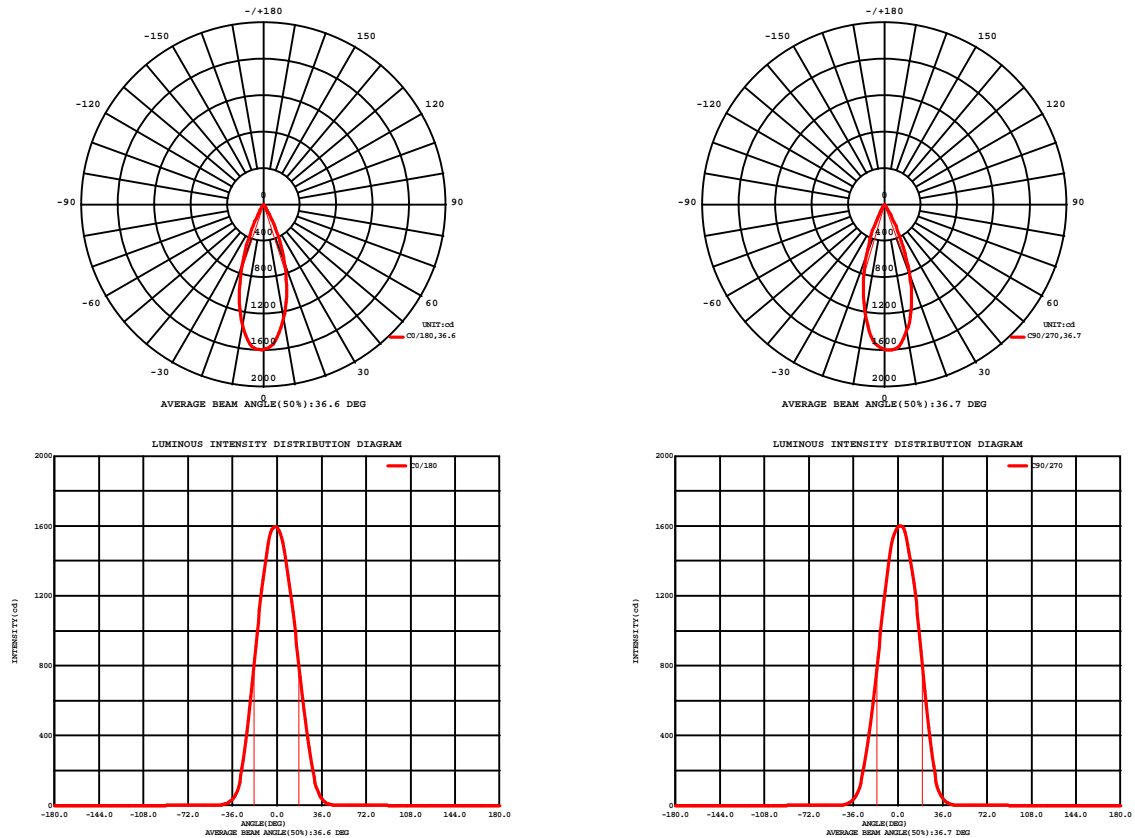 -/+180
-150
150
-120
120
-90
90
-60
60
-30
30
0
0
400
800
1200
1600
2000
UNIT:cd
C0/180,36.6
AVERAGE BEAM ANGLE(50%):36.6 DEG
-/+180
-150
150
-120
120
-90
90
-60
60
-30
30
0
0
400
800
1200
1600
2000
UNIT:cd
C90/270,36.7
AVERAGE BEAM ANGLE(50%):36.7 DEG
LUMINOUS INTENSITY DISTRIBUTION DIAGRAM
C0/180
INTENSITY(cd)
2000
1600
1200
800
400
0
-180.0 -144.0 -108.0 -72.0 -36.0 0.0 36.0 72.0 108.0 144.0 180.0
ANGLE(DEG)
AVERAGE BEAM ANGLE(50%):36.6 DEG
LUMINOUS INTENSITY DISTRIBUTION DIAGRAM
C90/270
INTENSITY(cd)
2000
1600
1200
800
400
0
-180.0 -144.0 -108.0 -72.0 -36.0 0.0 36.0 72.0 108.0 144.0 180.0
ANGLE(DEG)
AVERAGE BEAM ANGLE(50%):36.7 DEG